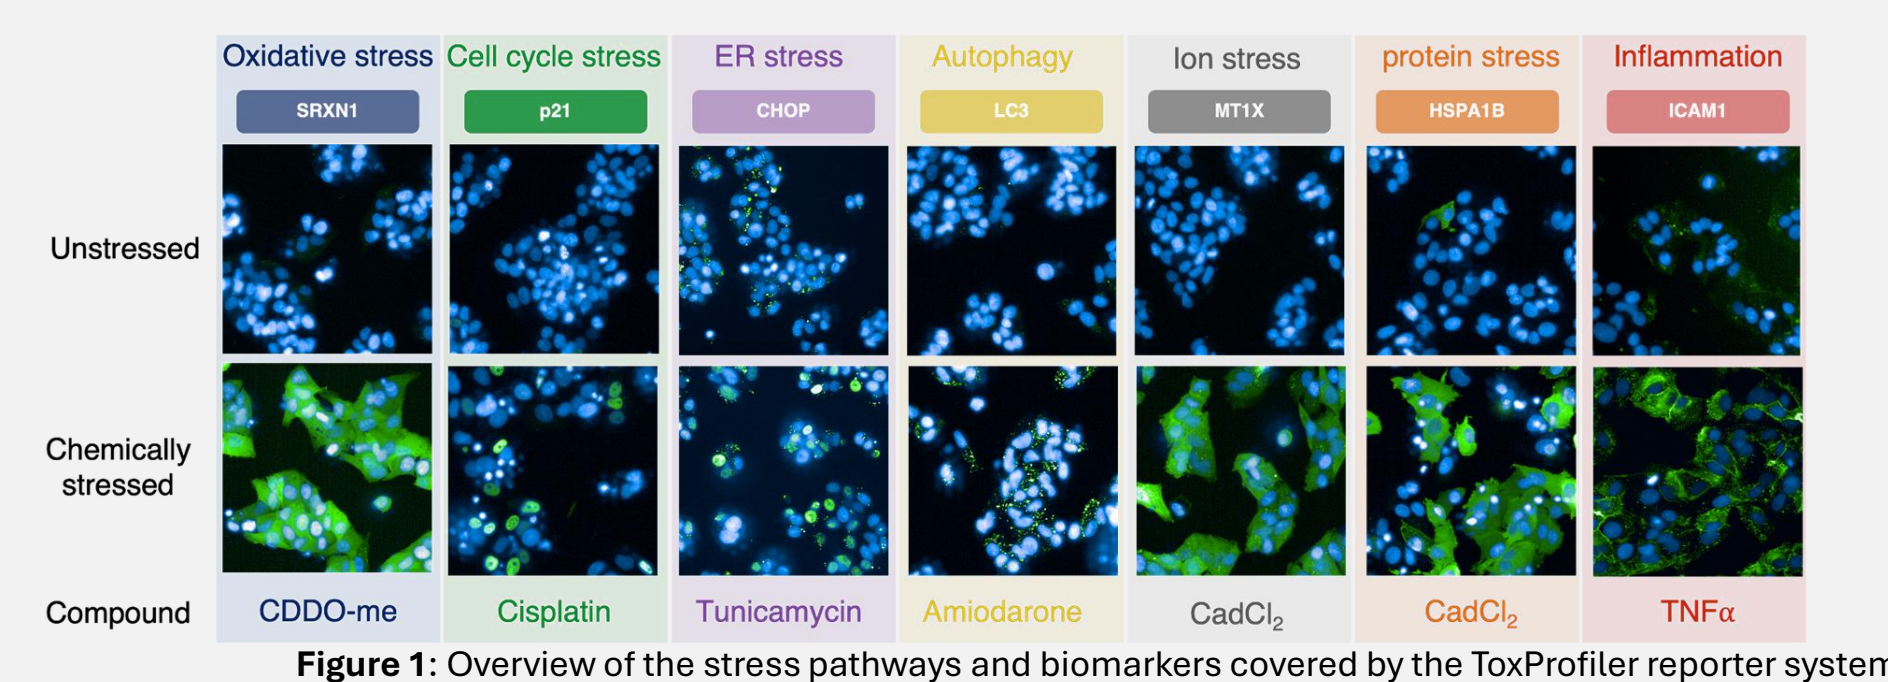 Oxidative stress Cell cycle stress ER stress Autophagy Ion stress protein stress Inflammation
SRXN1 p21 CHOP LC3 MT1X HSPA1B ICAM1
Unstressed
Chemically
stressed
Compound CDDO-me Cisplatin Tunicamycin Amiodarone CadCl₂ CadCl₂ TNFα
Figure 1: Overview of the stress pathways and biomarkers covered by the ToxProfiler reporter system